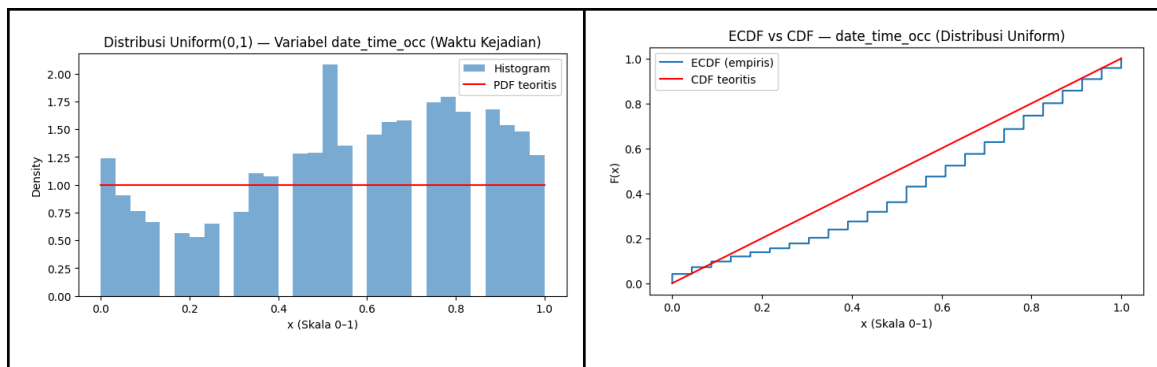 Distribusi Uniform(0,1) — Variabel date_time_occ (Waktu Kejadian)
Histogram
PDF teoritis
2.00
1.75
1.50
1.25
1.00
0.75
0.50
0.25
0.00
Density
0.0 0.2 0.4 0.6 0.8 1.0
x (Skala 0–1)
ECDF vs CDF — date_time_occ (Distribusi Uniform)
ECDF (empiris)
CDF teoritis
1.0
0.8
0.6
0.4
0.2
0.0
F(x)
0.0 0.2 0.4 0.6 0.8 1.0
x (Skala 0–1)